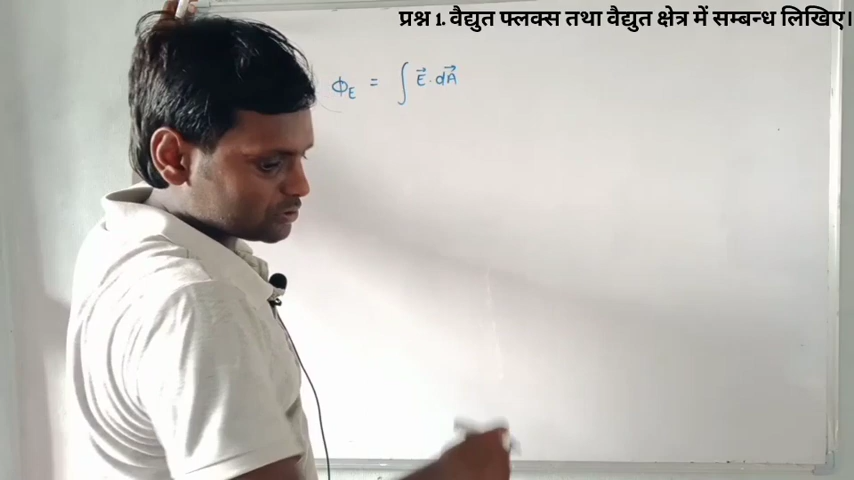 प्रश्न 1. वैद्युत फ्लक्स तथा वैद्युत क्षेत्र में सम्बन्ध लिखिए।
ϕ_E = ∫ E⃗ . dA⃗